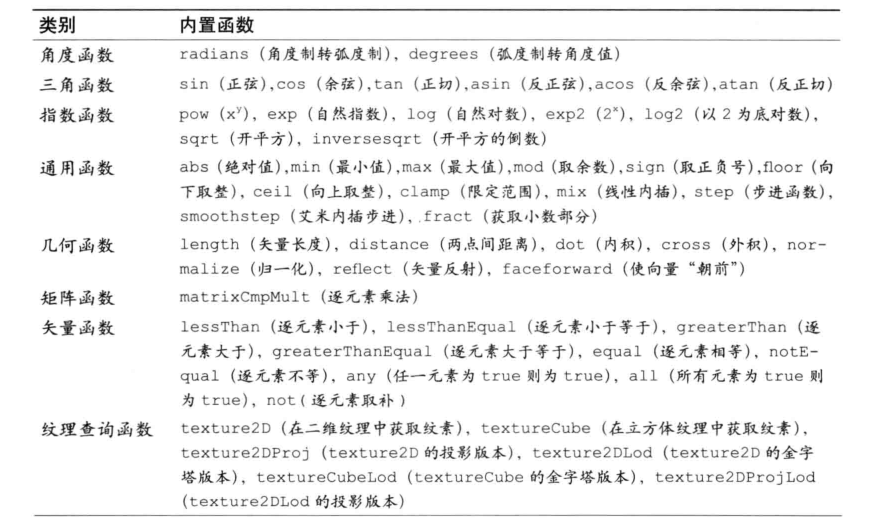 类别 内置函数
角度函数 radians (角度制转弧度制), degrees (弧度制转角度值)
三角函数 sin (正弦),cos (余弦),tan (正切),asin (反正弦),acos (反余弦),atan (反正切)
指数函数 pow (xʸ), exp (自然指数), log (自然对数), exp2 (2ˣ), log2 (以 2 为底对数),
sqrt (开平方), inversesqrt (开平方的倒数)
通用函数 abs (绝对值),min (最小值),max (最大值),mod (取余数),sign (取正负号),floor (向
下取整), ceil (向上取整), clamp (限定范围), mix (线性内插), step (步进函数),
smoothstep (艾米内插步进), fract (获取小数部分)
几何函数 length (矢量长度), distance (两点间距离), dot (内积), cross (外积), nor-
malize (归一化), reflect (矢量反射), faceforward (使向量“朝前”)
矩阵函数 matrixCmpMult (逐元素乘法)
矢量函数 lessThan (逐元素小于), lessThanEqual (逐元素小于等于), greaterThan (逐
元素大于), greaterThanEqual (逐元素大于等于), equal (逐元素相等), notE-
qual (逐元素不等), any (任一元素为 true 则为 true), all (所有元素为 true 则
为 true), not(逐元素取补)
纹理查询函数 texture2D (在二维纹理中获取纹素), textureCube (在立方体纹理中获取纹素),
texture2DProj (texture2D 的投影版本), texture2DLod (texture2D 的金字
塔版本), textureCubeLod (textureCube 的金字塔版本), texture2DProjLod
(texture2DLod 的投影版本)